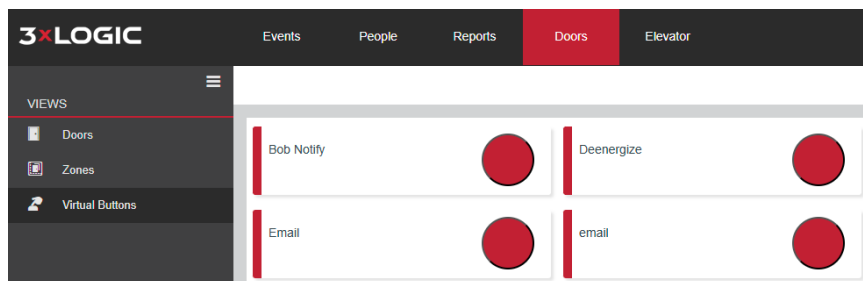 3xLOGIC
Events People Reports Doors Elevator
VIEWS
Doors
Zones
Virtual Buttons
Bob Notify
Deenergize
Email
email